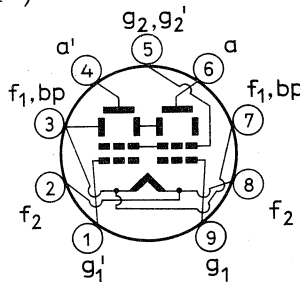 g₂, g₂'
a' 5 a
4 6
f₁, bp f₁, bp
3 7
2 8
f₂ f₂
1 9
g₁' g₁